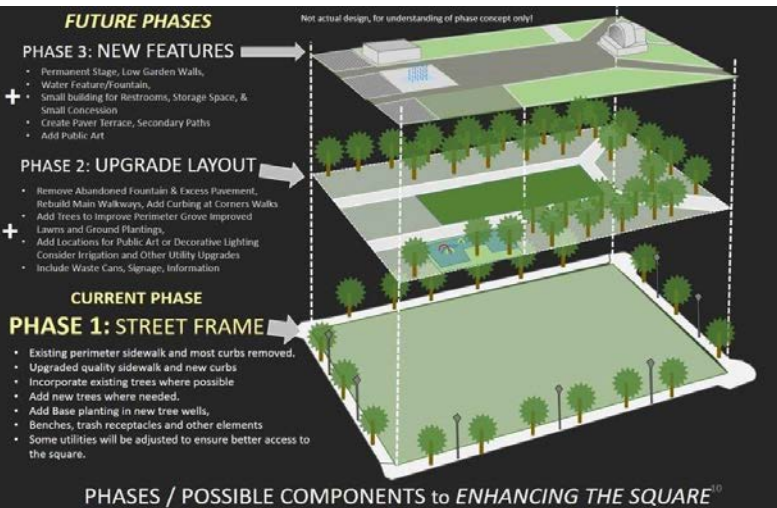 FUTURE PHASES
Not actual design, for understanding of phase concept only!
PHASE 3: NEW FEATURES
• Permanent Stage, Low Garden Walls,
• Water Feature/Fountain,
+
• Small building for Restrooms, Storage Space, &
Small Concession
• Create Paver Terrace, Secondary Paths
• Add Public Art
PHASE 2: UPGRADE LAYOUT
• Remove Abandoned Fountain & Excess Pavement,
Rebuild Main Walkways, Add Curbing at Corners Walks
• Add Trees to Improve Perimeter Grove Improved
+
Lawns and Ground Plantings,
• Add Locations for Public Art or Decorative Lighting
Consider Irrigation and Other Utility Upgrades
• Include Waste Cans, Signage, Information
CURRENT PHASE
PHASE 1: STREET FRAME
• Existing perimeter sidewalk and most curbs removed.
• Upgraded quality sidewalk and new curbs
• Incorporate existing trees where possible
• Add new trees where needed.
• Add Base planting in new tree wells,
• Benches, trash receptacles and other elements
• Some utilities will be adjusted to ensure better access to
the square.
PHASES / POSSIBLE COMPONENTS to ENHANCING THE SQUARE
10